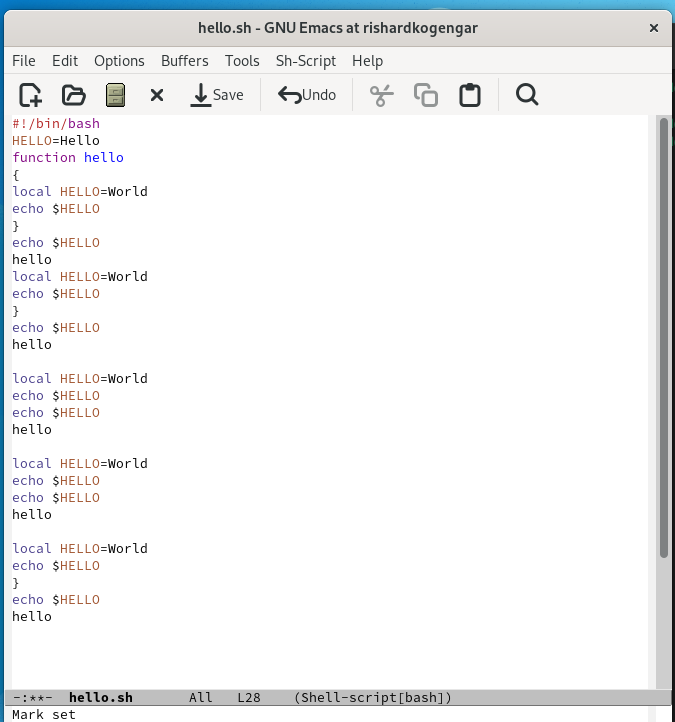 hello.sh - GNU Emacs at rishardkogengar
File Edit Options Buffers Tools Sh-Script Help
Save Undo
#!/bin/bash
HELLO=Hello
function hello
{
local HELLO=World
echo $HELLO
}
echo $HELLO
hello
local HELLO=World
echo $HELLO
}
echo $HELLO
hello
local HELLO=World
echo $HELLO
echo $HELLO
hello
local HELLO=World
echo $HELLO
echo $HELLO
hello
local HELLO=World
echo $HELLO
}
echo $HELLO
hello
-:**- hello.sh All L28 (Shell-script[bash])
Mark set